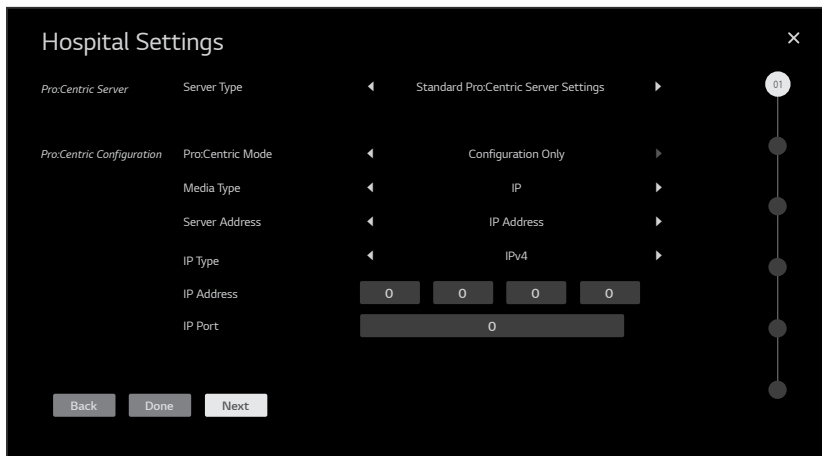 Hospital Settings
Pro:Centric Server Server Type Standard Pro:Centric Server Settings
01
Pro:Centric Configuration Pro:Centric Mode Configuration Only
Media Type IP
Server Address IP Address
IP Type IPv4
IP Address 0 0 0 0
IP Port 0
Back Done Next